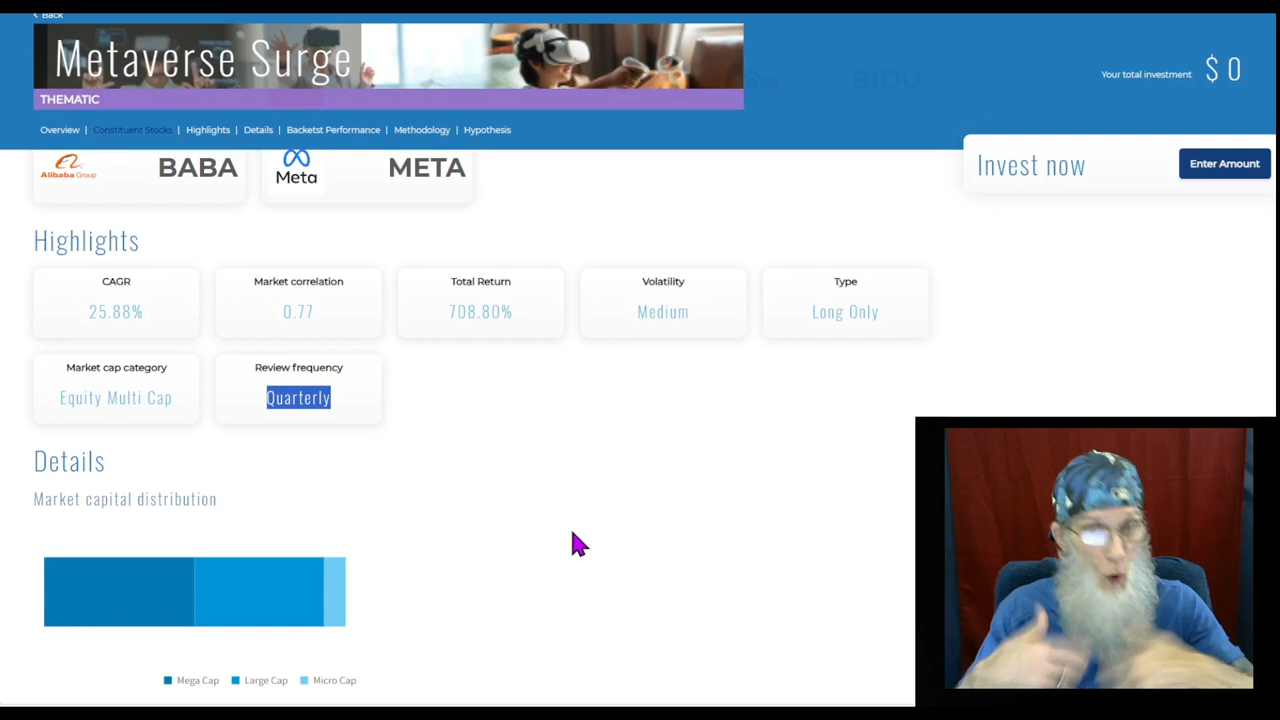 Back
Metaverse Surge
THEMATIC
BIDU
Your total investment $ 0
Overview | Constituent Stocks | Highlights | Details | Backetst Performance | Methodology | Hypothesis
Invest now Enter Amount
Alibaba Group BABA Meta META
Highlights
CAGR Market correlation Total Return Volatility Type
25.88% 0.77 708.80% Medium Long Only
Market cap category Review frequency
Equity Multi Cap Quarterly
Details
Market capital distribution
Mega Cap Large Cap Micro Cap